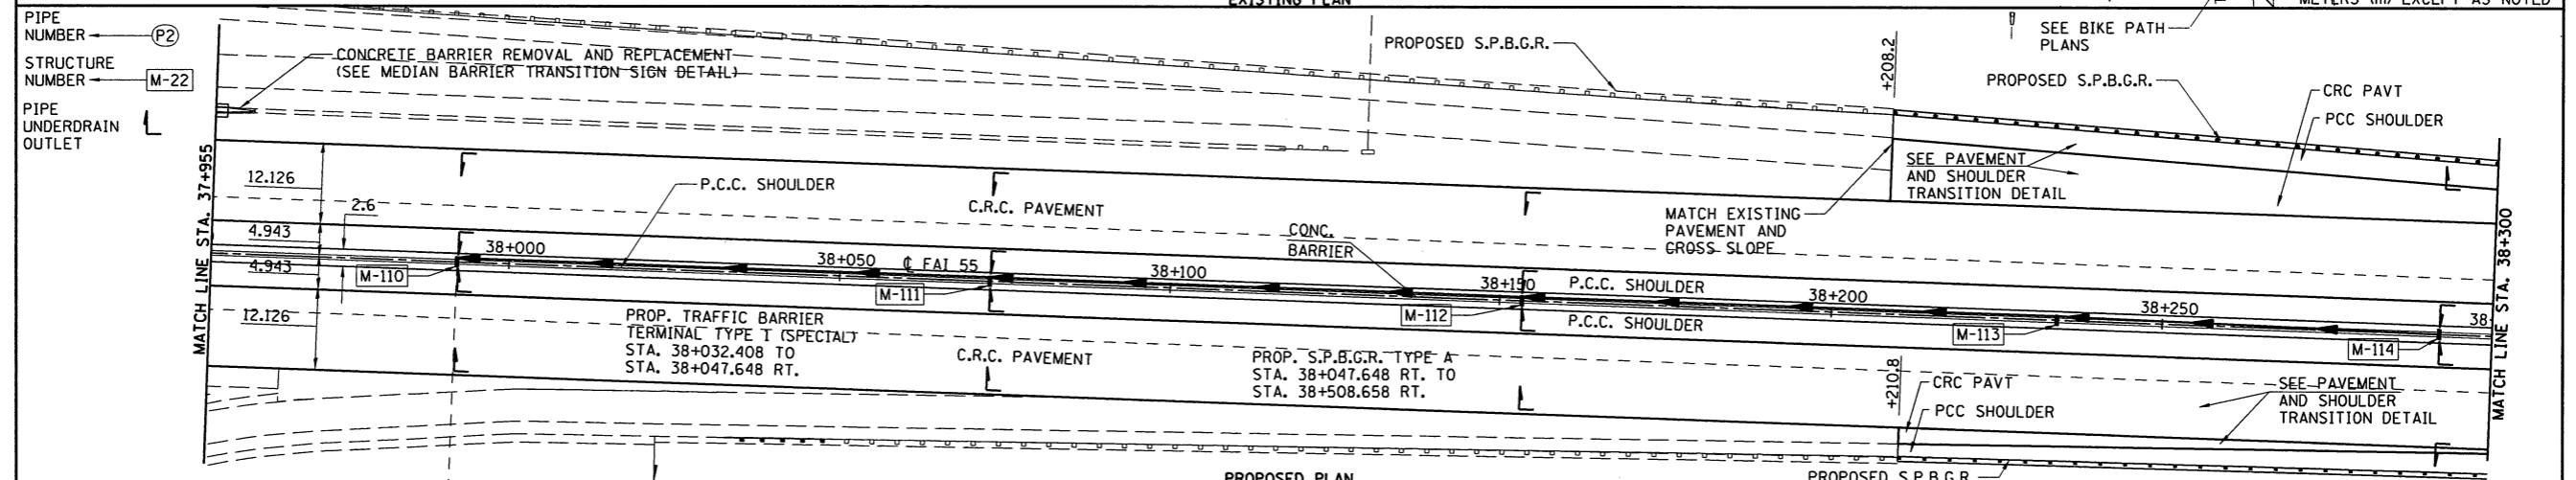 EXISTING PLAN
METERS (m) EXCEPT AS NOTED
PIPE
NUMBER
P2
STRUCTURE
NUMBER
M-22
PIPE
UNDERDRAIN
OUTLET
CONCRETE BARRIER REMOVAL AND REPLACEMENT
(SEE MEDIAN BARRIER TRANSITION SIGN DETAIL)
PROPOSED S.P.B.G.R.
+208.2
SEE BIKE PATH
PLANS
PROPOSED S.P.B.G.R.
CRC PAVT
PCC SHOULDER
SEE PAVEMENT
AND SHOULDER
TRANSITION DETAIL
MATCH LINE STA. 37+955
12.126
2.6
4.943
4.943
12.126
P.C.C. SHOULDER
C.R.C. PAVEMENT
CONC.
BARRIER
MATCH EXISTING
PAVEMENT AND
CROSS SLOPE
MATCH LINE STA. 38+300
38+000
38+050
℄ FAI 55
38+100
38+150
P.C.C. SHOULDER
38+200
38+250
38+
M-110
M-111
M-112
P.C.C. SHOULDER
M-113
M-114
PROP. TRAFFIC BARRIER
TERMINAL TYPE 1 (SPECIAL)
STA. 38+032.408 TO
STA. 38+047.648 RT.
C.R.C. PAVEMENT
PROP. S.P.B.G.R. TYPE A
STA. 38+047.648 RT. TO
STA. 38+508.658 RT.
+210.8
CRC PAVT
PCC SHOULDER
SEE PAVEMENT
AND SHOULDER
TRANSITION DETAIL
PROPOSED PLAN
PROPOSED S.P.B.G.R.